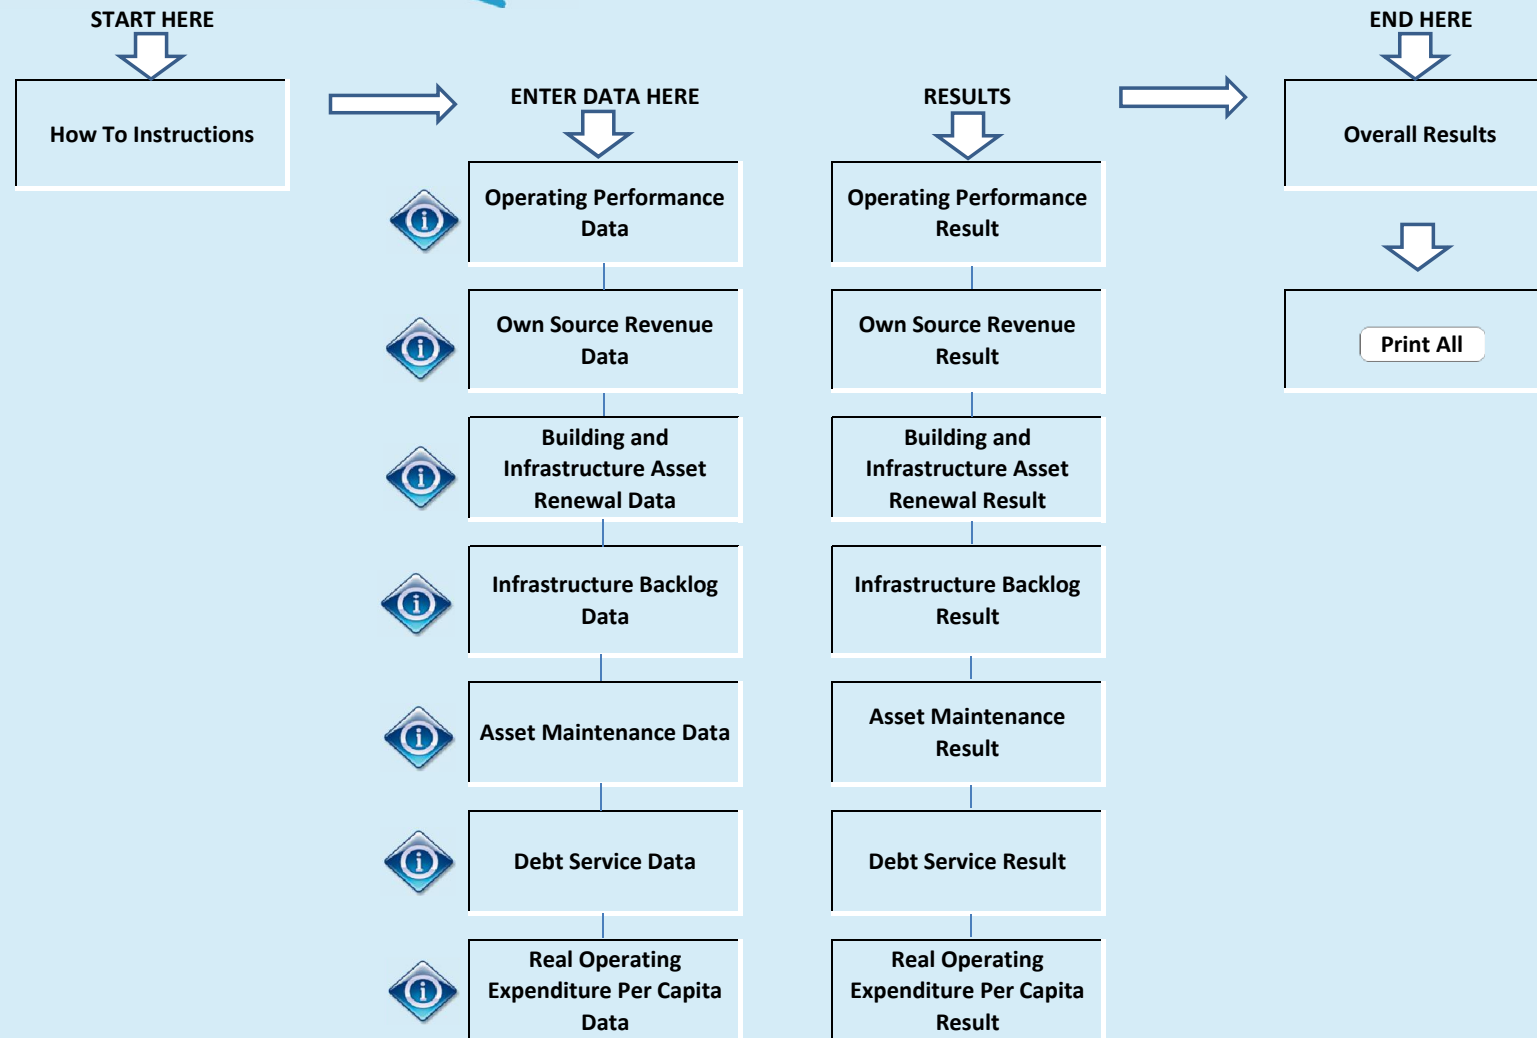 START HERE
How To Instructions
ENTER DATA HERE
Operating Performance
Data
Own Source Revenue
Data
Building and
Infrastructure Asset
Renewal Data
Infrastructure Backlog
Data
Asset Maintenance Data
Debt Service Data
Real Operating
Expenditure Per Capita
Data
RESULTS
Operating Performance
Result
Own Source Revenue
Result
Building and
Infrastructure Asset
Renewal Result
Infrastructure Backlog
Result
Asset Maintenance
Result
Debt Service Result
Real Operating
Expenditure Per Capita
Result
END HERE
Overall Results
Print All